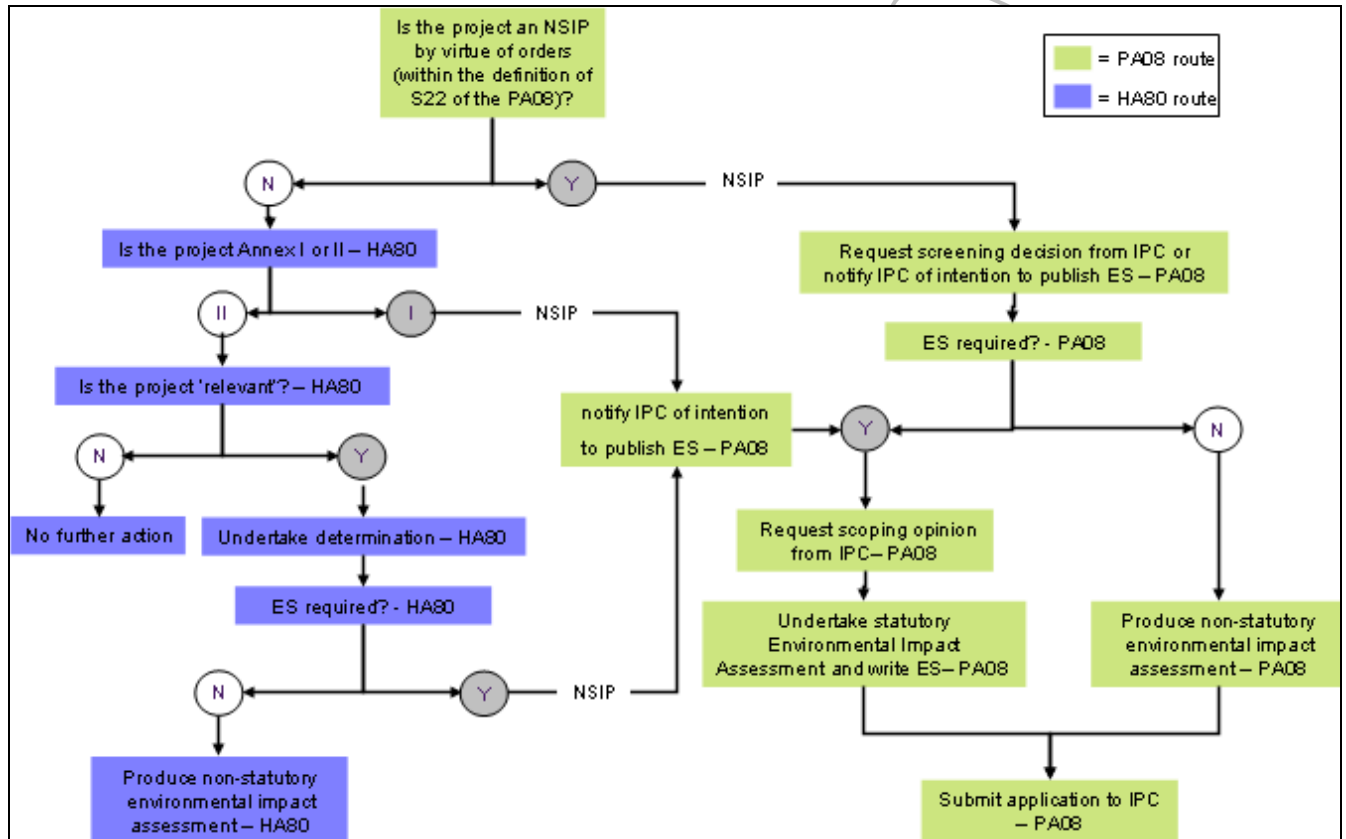 Is the project an NSIP
by virtue of orders
(within the definition of
S22 of the PA08)?
= PA08 route
= HA80 route
N
Y
NSIP
Is the project Annex I or II – HA80
Request screening decision from IPC or
notify IPC of intention to publish ES – PA08
II
I
NSIP
ES required? - PA08
Is the project 'relevant'? – HA80
notify IPC of intention
to publish ES – PA08
Y
N
N
Y
No further action
Undertake determination – HA80
Request scoping opinion
from IPC– PA08
ES required? - HA80
Undertake statutory
Environmental Impact
Assessment and write ES– PA08
Produce non-statutory
environmental impact
assessment – PA08
N
Y
NSIP
Produce non-statutory
environmental impact
assessment – HA80
Submit application to IPC
– PA08